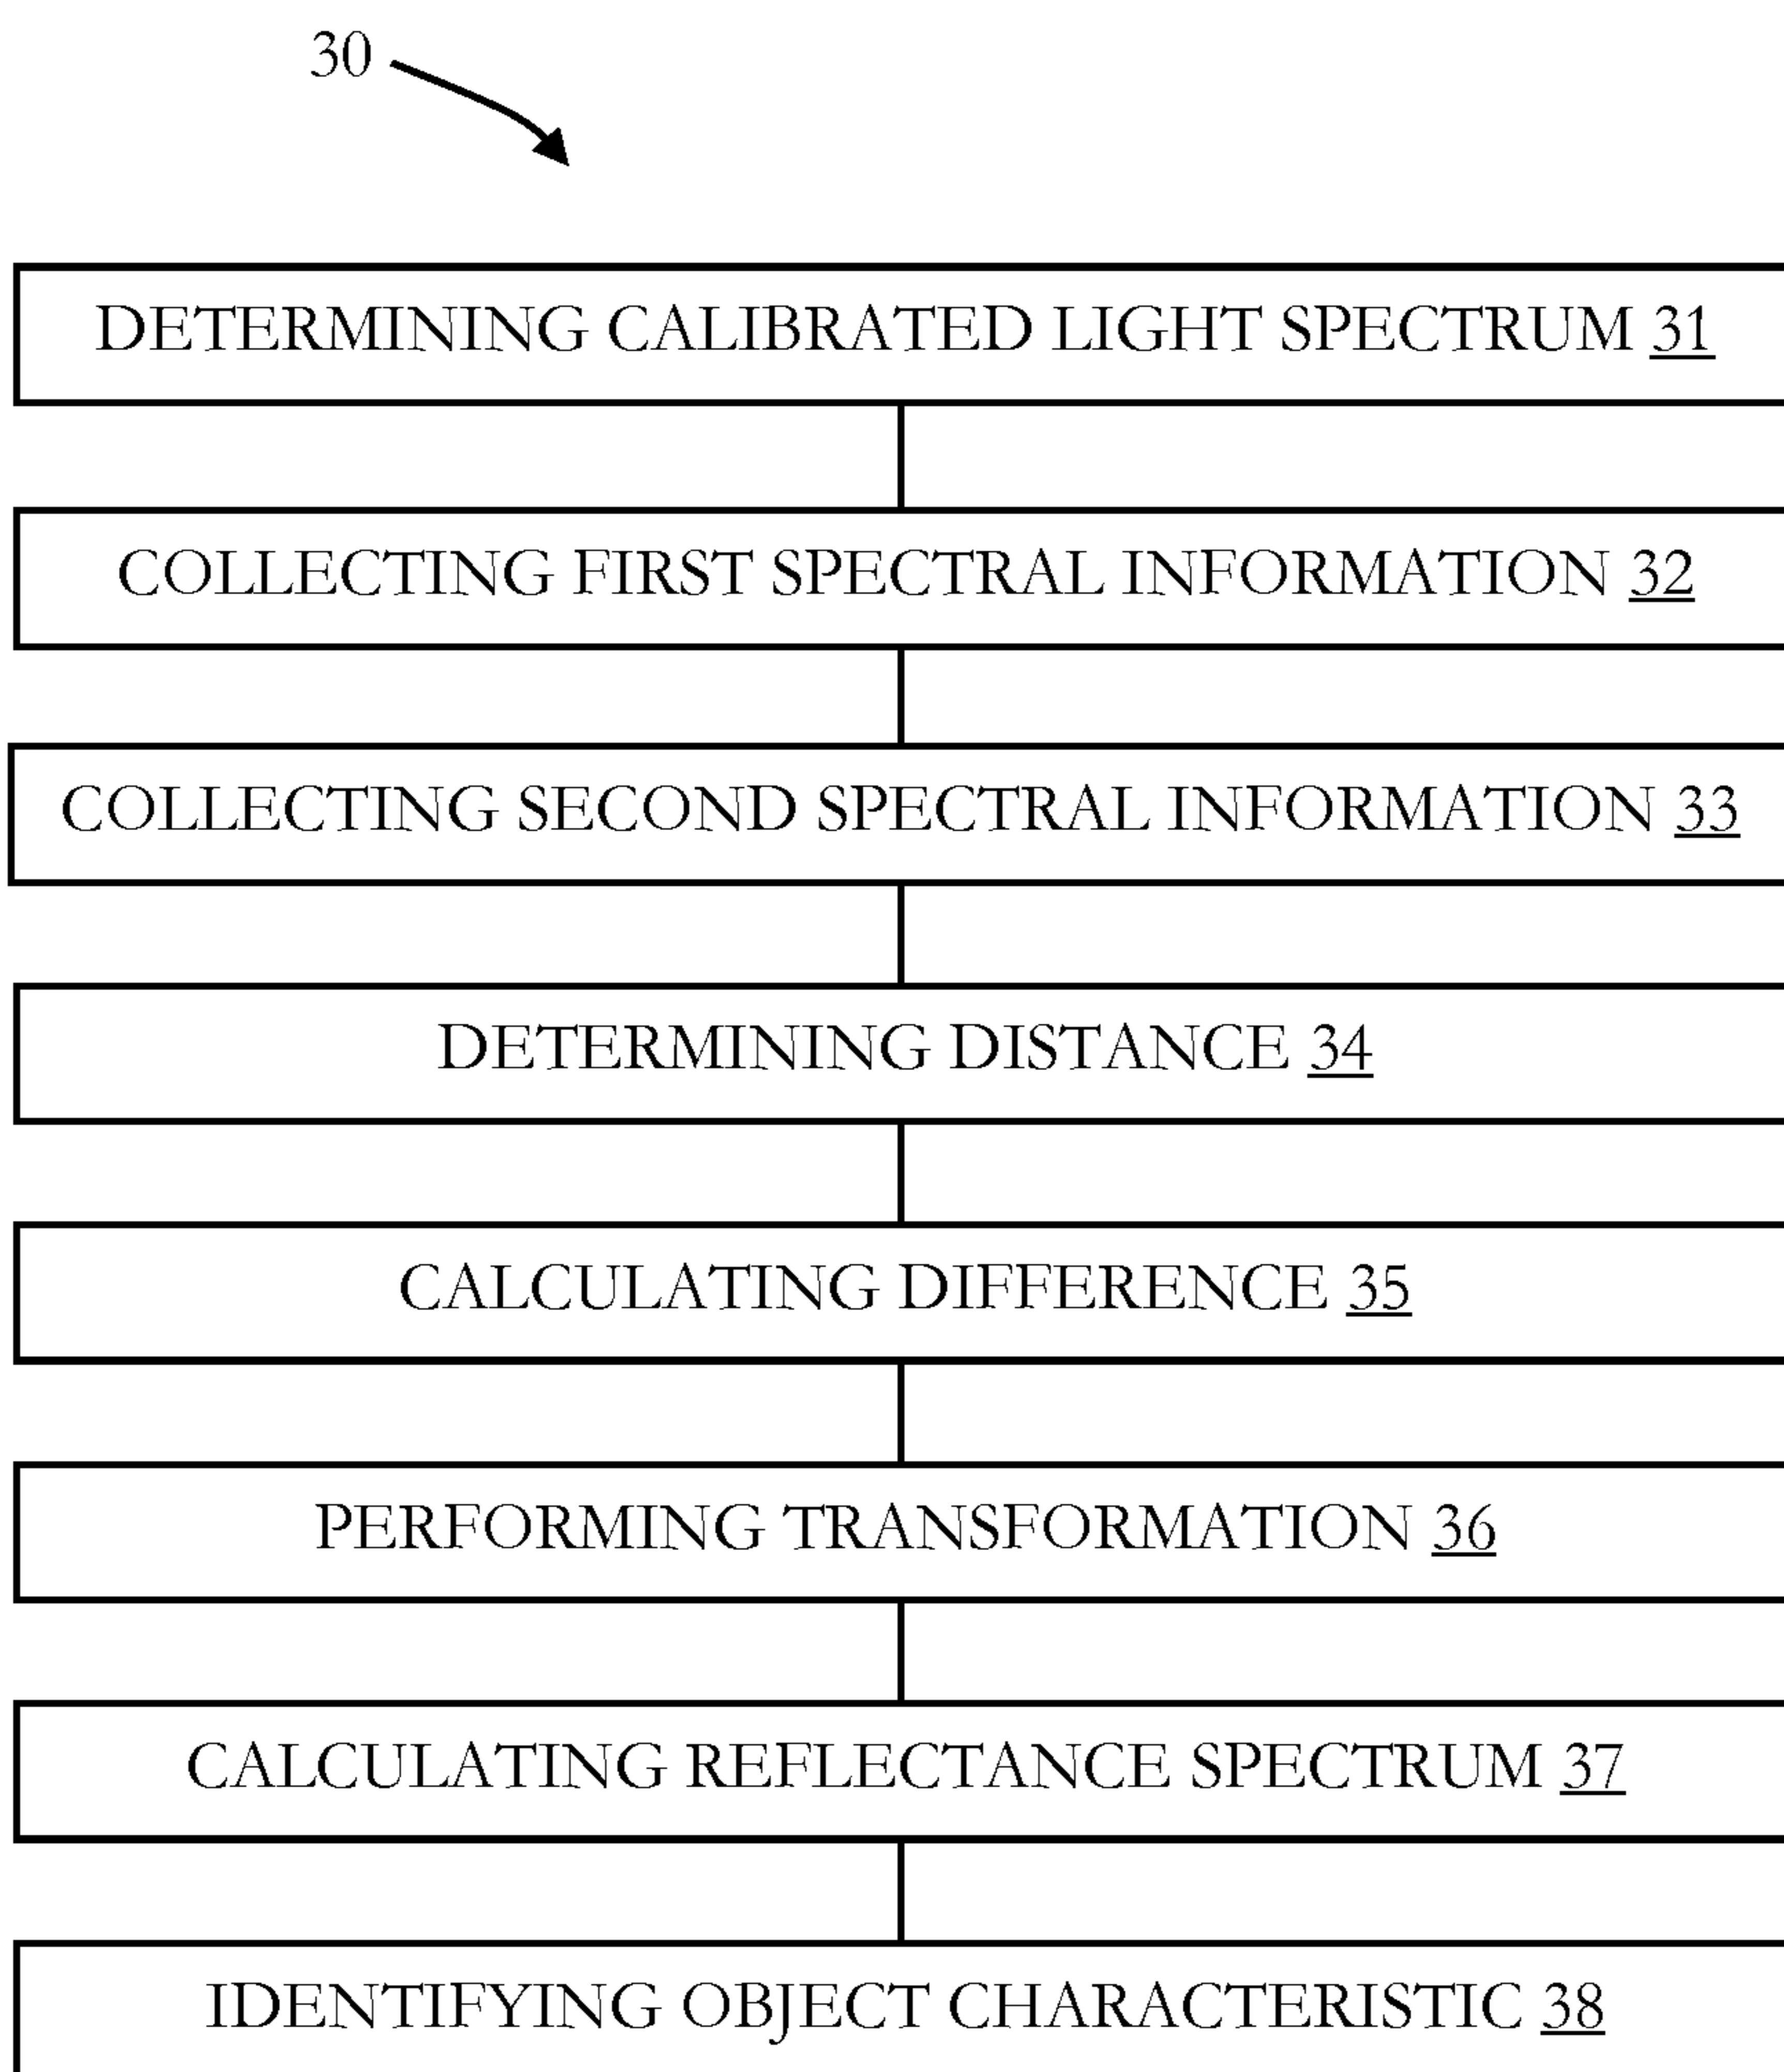 30
DETERMINING CALIBRATED LIGHT SPECTRUM 31
COLLECTING FIRST SPECTRAL INFORMATION 32
COLLECTING SECOND SPECTRAL INFORMATION 33
DETERMINING DISTANCE 34
CALCULATING DIFFERENCE 35
PERFORMING TRANSFORMATION 36
CALCULATING REFLECTANCE SPECTRUM 37
IDENTIFYING OBJECT CHARACTERISTIC 38